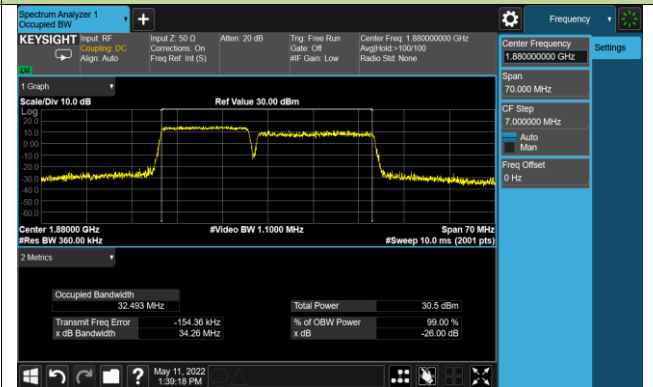 Spectrum Analyzer 1
Occupied BW
Frequency
KEYSIGHT
Input: RF
Coupling: DC
Align: Auto
Input Z: 50 Ω
Corrections: On
Freq Ref: Int (S)
Atten: 20 dB
Trig: Free Run
Gate: Off
#IF Gain: Low
Center Freq: 1.880000000 GHz
Avg|Hold:>100/100
Radio Std: None
Center Frequency
1.880000000 GHz
Settings
Span
70.000 MHz
CF Step
7.000000 MHz
Auto
Man
Freq Offset
0 Hz
1 Graph
Scale/Div 10.0 dB
Ref Value 30.00 dBm
Log
20.0
10.0
0.00
-10.0
-20.0
-30.0
-40.0
-50.0
-60.0
Center 1.88000 GHz
#Video BW 1.1000 MHz
Span 70 MHz
#Res BW 360.00 kHz
#Sweep 10.0 ms (2001 pts)
2 Metrics
Occupied Bandwidth
32.493 MHz
Total Power
30.5 dBm
Transmit Freq Error
-154.36 kHz
% of OBW Power
99.00 %
x dB Bandwidth
34.26 MHz
x dB
-26.00 dB
May 11, 2022
1:39:18 PM